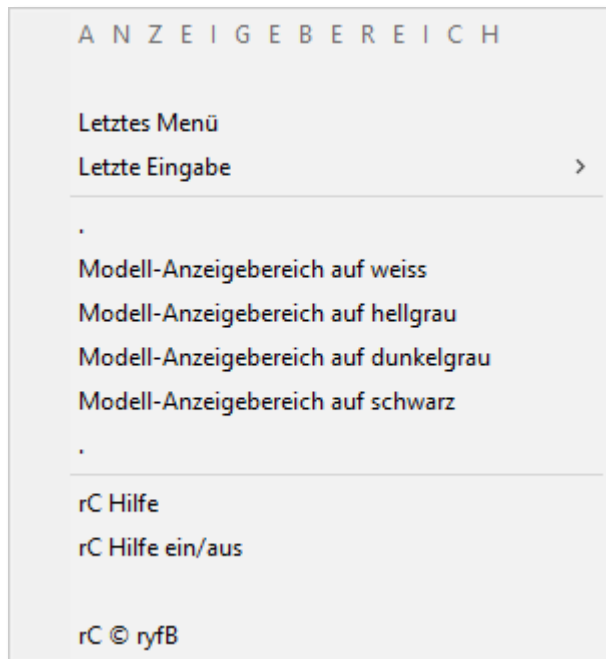 A N Z E I G E B E R E I C H
Letztes Menü
Letzte Eingabe
.
Modell-Anzeigebereich auf weiss
Modell-Anzeigebereich auf hellgrau
Modell-Anzeigebereich auf dunkelgrau
Modell-Anzeigebereich auf schwarz
.
rC Hilfe
rC Hilfe ein/aus
rC © ryfB